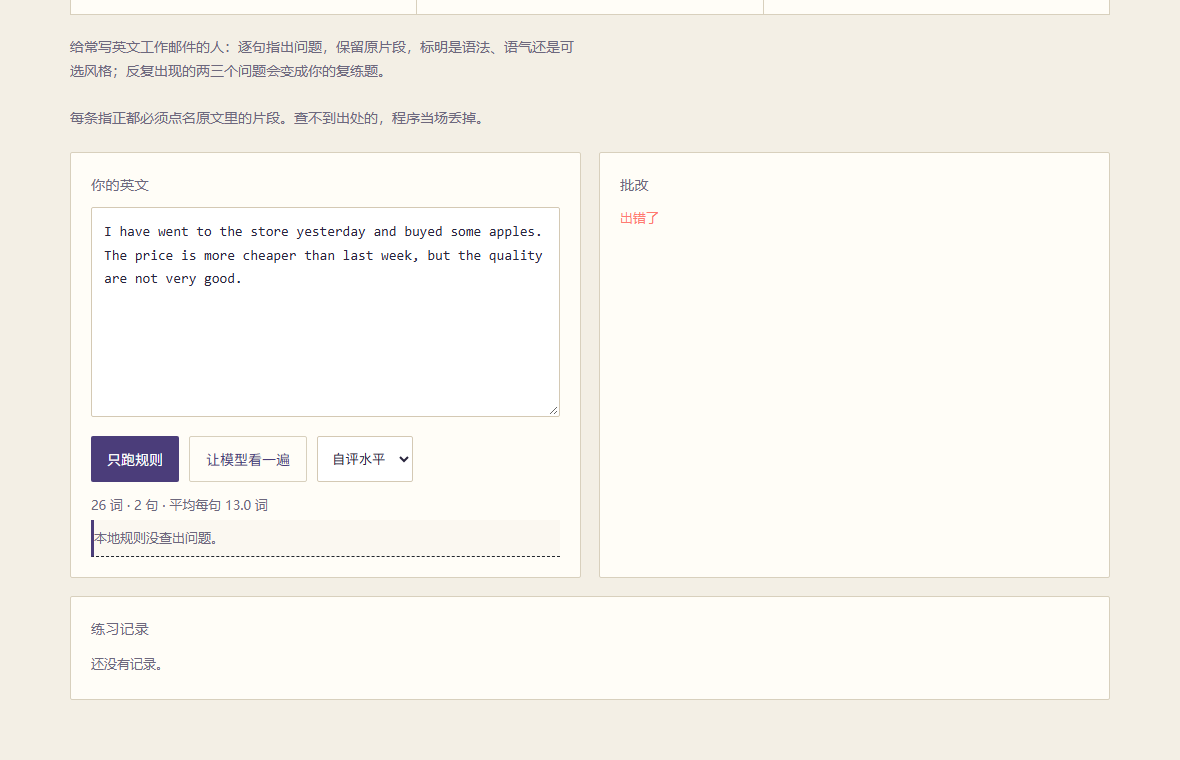 给常写英文工作邮件的人：逐句指出问题，保留原片段，标明是语法、语气还是可
选风格；反复出现的两三个问题会变成你的复练题。
每条指正都必须点名原文里的片段。查不到出处的，程序当场丢掉。
你的英文
I have went to the store yesterday and buyed some apples.
The price is more cheaper than last week, but the quality
are not very good.
只跑规则
让模型看一遍
自评水平
26 词 · 2 句 · 平均每句 13.0 词
本地规则没查出问题。
批改
出错了
练习记录
还没有记录。